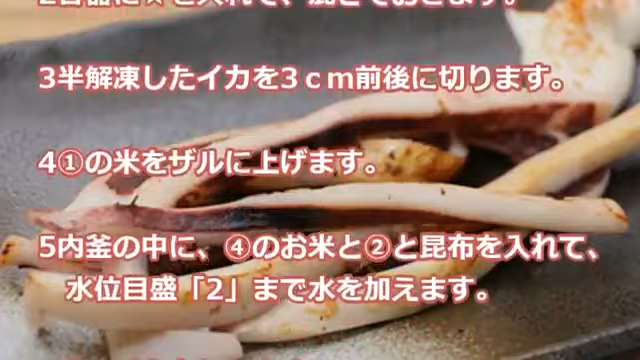 3半解凍したイカを3ｃｍ前後に切ります。
4①の米をザルに上げます。
5内釜の中に、④のお米と②と昆布を入れて、
水位目盛「2」まで水を加えます。